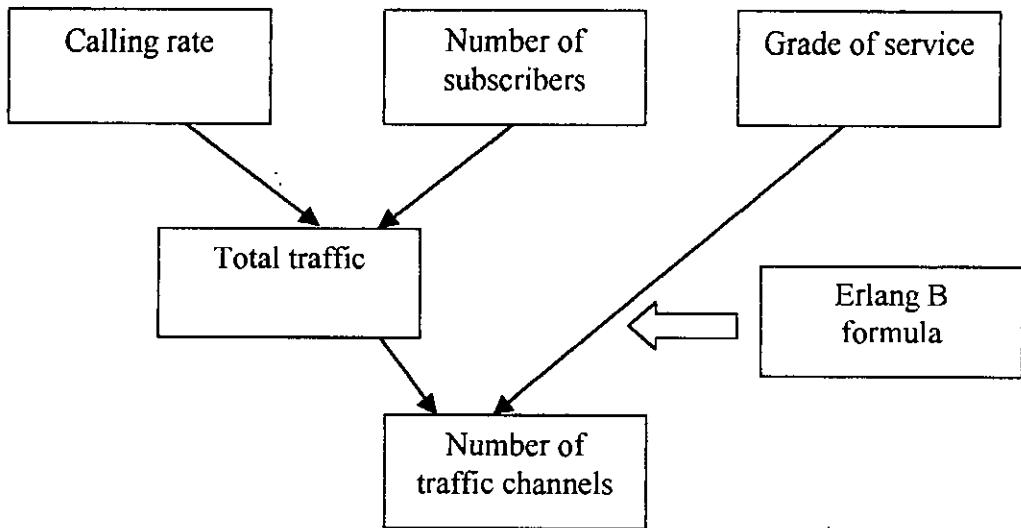 Calling rate
Number of
subscribers
Grade of service
Total traffic
Erlang B
formula
Number of
traffic channels